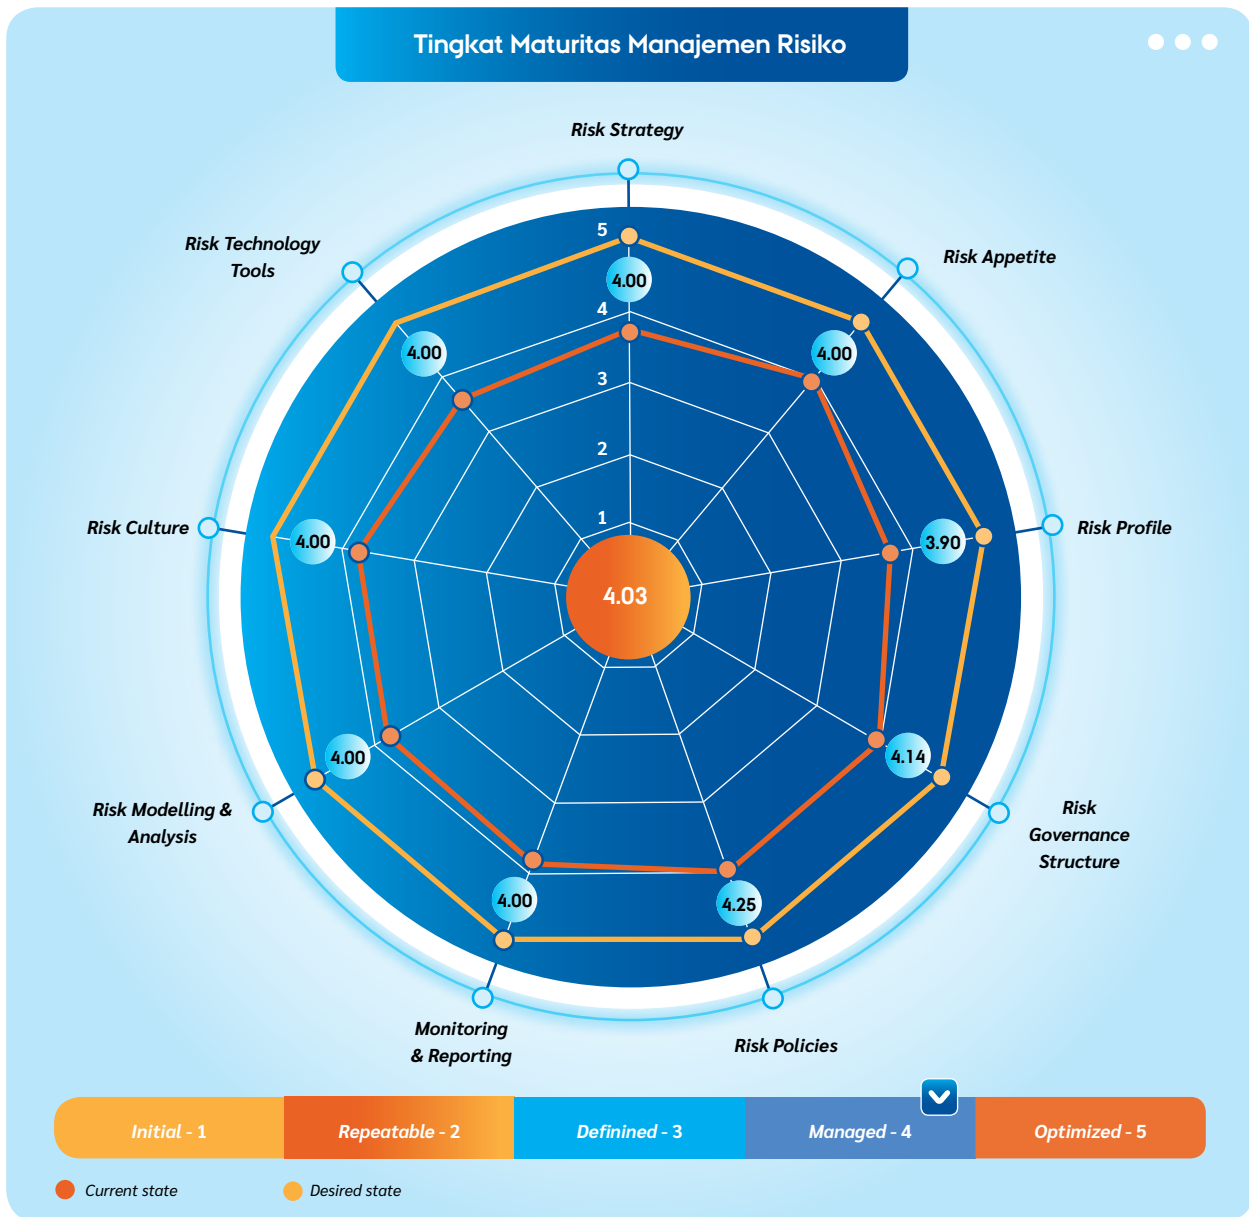 Tingkat Maturitas Manajemen Risiko
Risk Strategy
Risk Technology
Tools
Risk Appetite
5
4.00
4
4.00
4.00
3
2
1
Risk Culture
4.00
3.90
Risk Profile
4.03
4.00
4.14
Risk Modelling &
Analysis
Risk
Governance
Structure
4.00
4.25
Monitoring
& Reporting
Risk Policies
Initial - 1
Repeatable - 2
Definined - 3
Managed - 4
Optimized - 5
Current state
Desired state